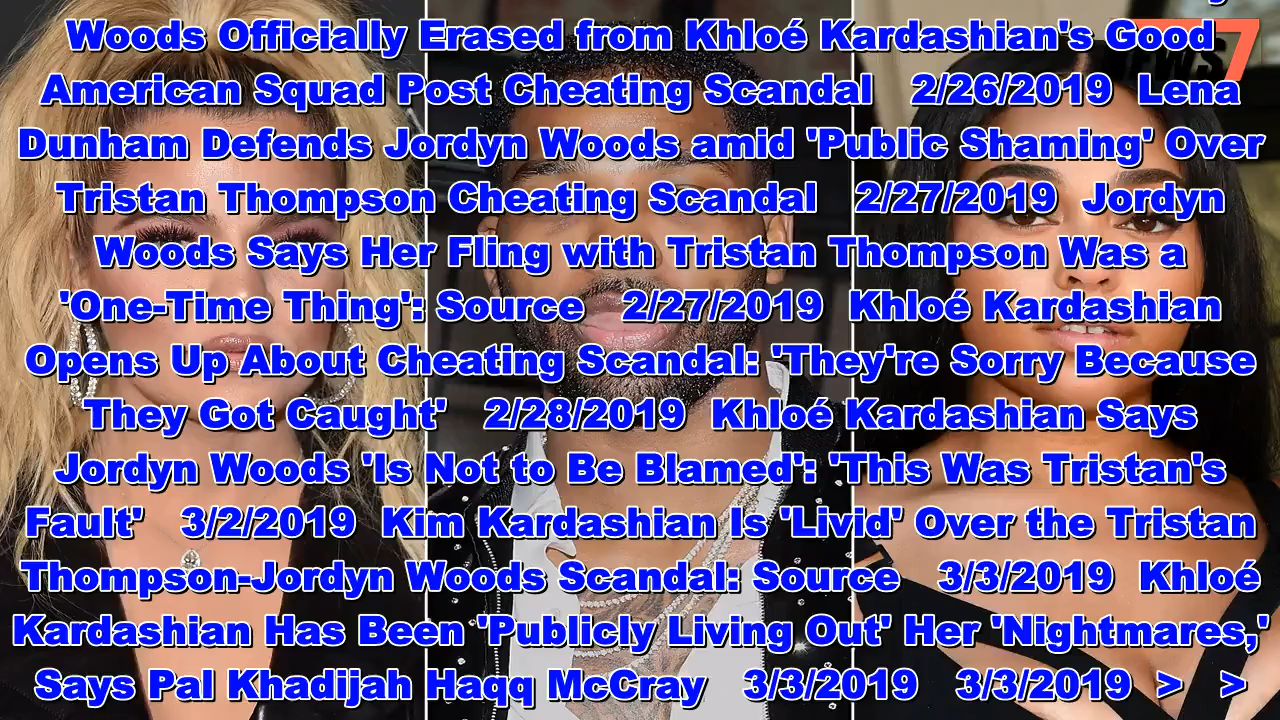 Woods Officially Erased from Khloé Kardashian's Good
American Squad Post Cheating Scandal 2/26/2019 Lena
Dunham Defends Jordyn Woods amid 'Public Shaming' Over
Tristan Thompson Cheating Scandal 2/27/2019 Jordyn
Woods Says Her Fling with Tristan Thompson Was a
'One-Time Thing': Source 2/27/2019 Khloé Kardashian
Opens Up About Cheating Scandal: 'They're Sorry Because
They Got Caught' 2/28/2019 Khloé Kardashian Says
Jordyn Woods 'Is Not to Be Blamed': 'This Was Tristan's
Fault' 3/2/2019 Kim Kardashian Is 'Livid' Over the Tristan
Thompson-Jordyn Woods Scandal: Source 3/3/2019 Khloé
Kardashian Has Been 'Publicly Living Out' Her 'Nightmares,'
Says Pal Khadijah Haqq McCray 3/3/2019 3/3/2019 > >